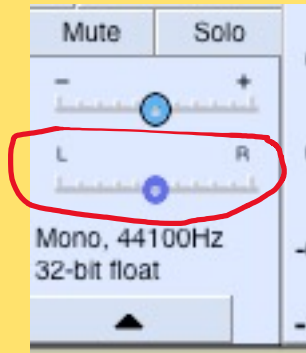 Mute Solo
- +
L R
Mono, 44100Hz
32-bit float